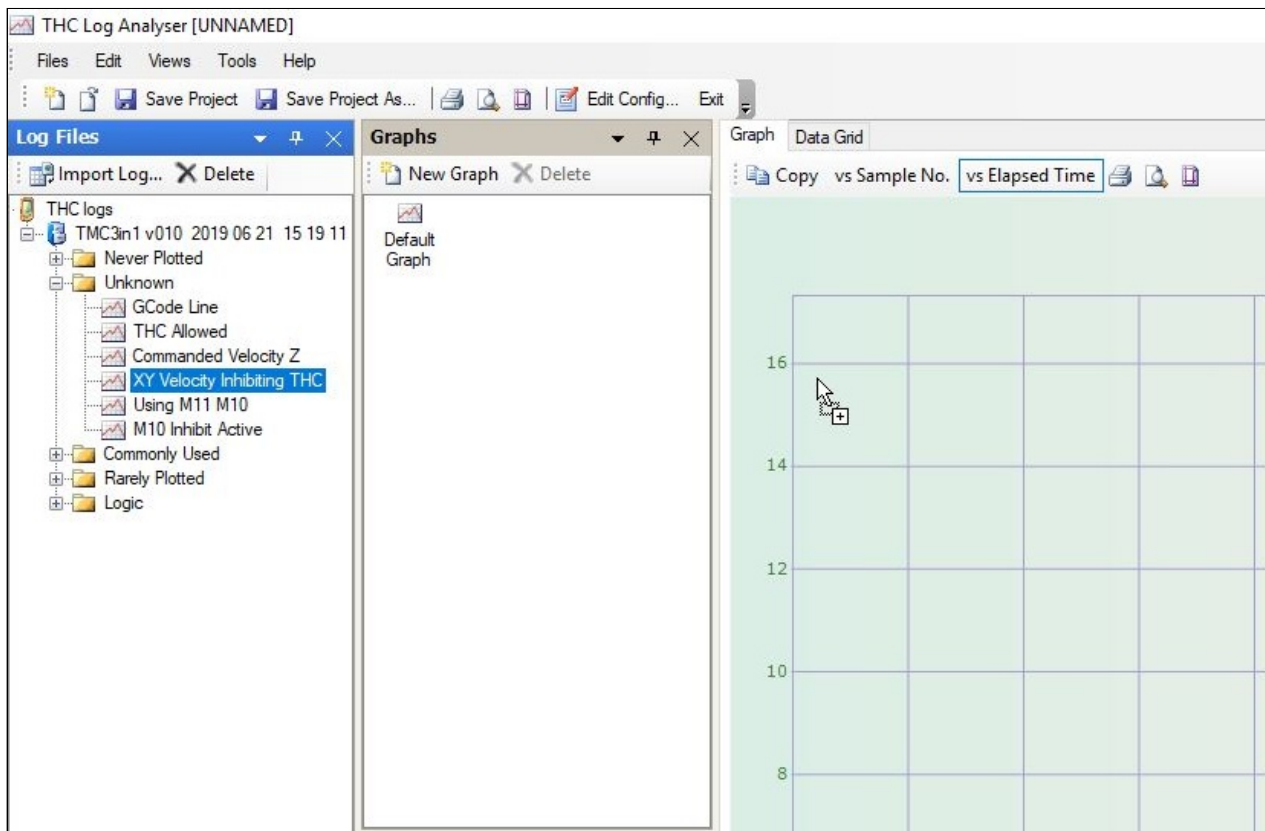 THC Log Analyser [UNNAMED]
Files Edit Views Tools Help
Save Project Save Project As... Edit Config... Exit
Log Files
Import Log... Delete
THC logs
TMC3in1 v010 2019 06 21 15 19 11
Never Plotted
Unknown
GCode Line
THC Allowed
Commanded Velocity Z
XY Velocity Inhibiting THC
Using M11 M10
M10 Inhibit Active
Commonly Used
Rarely Plotted
Logic
Graphs
New Graph Delete
Default
Graph
Graph Data Grid
Copy vs Sample No. vs Elapsed Time
16
14
12
10
8